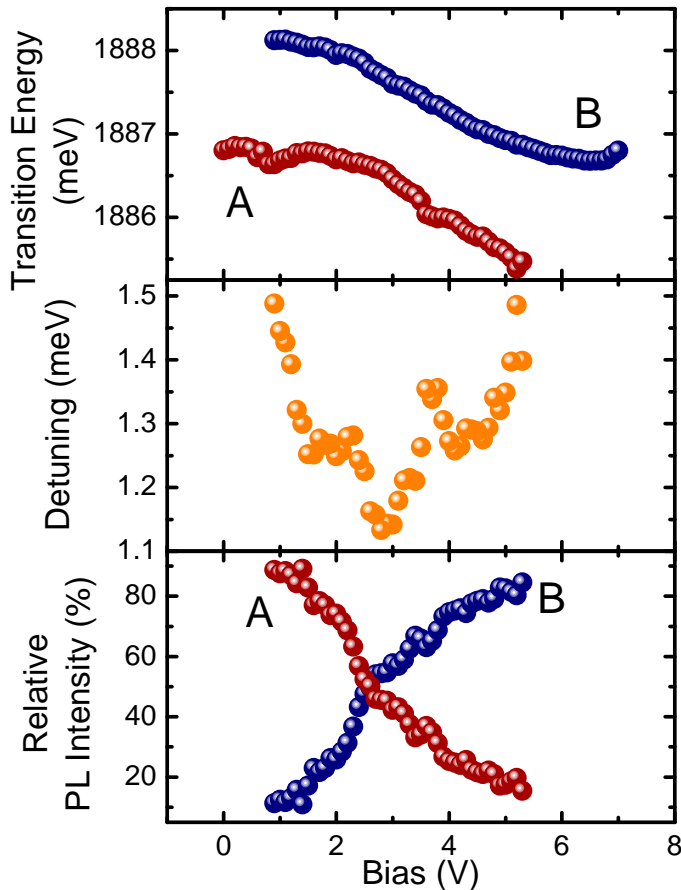 Transition Energy
(meV)
1888
1887
1886
A
B
Detuning (meV)
1.5
1.4
1.3
1.2
1.1
Relative
PL Intensity (%)
80
60
40
20
A
B
0 2 4 6 8
Bias (V)